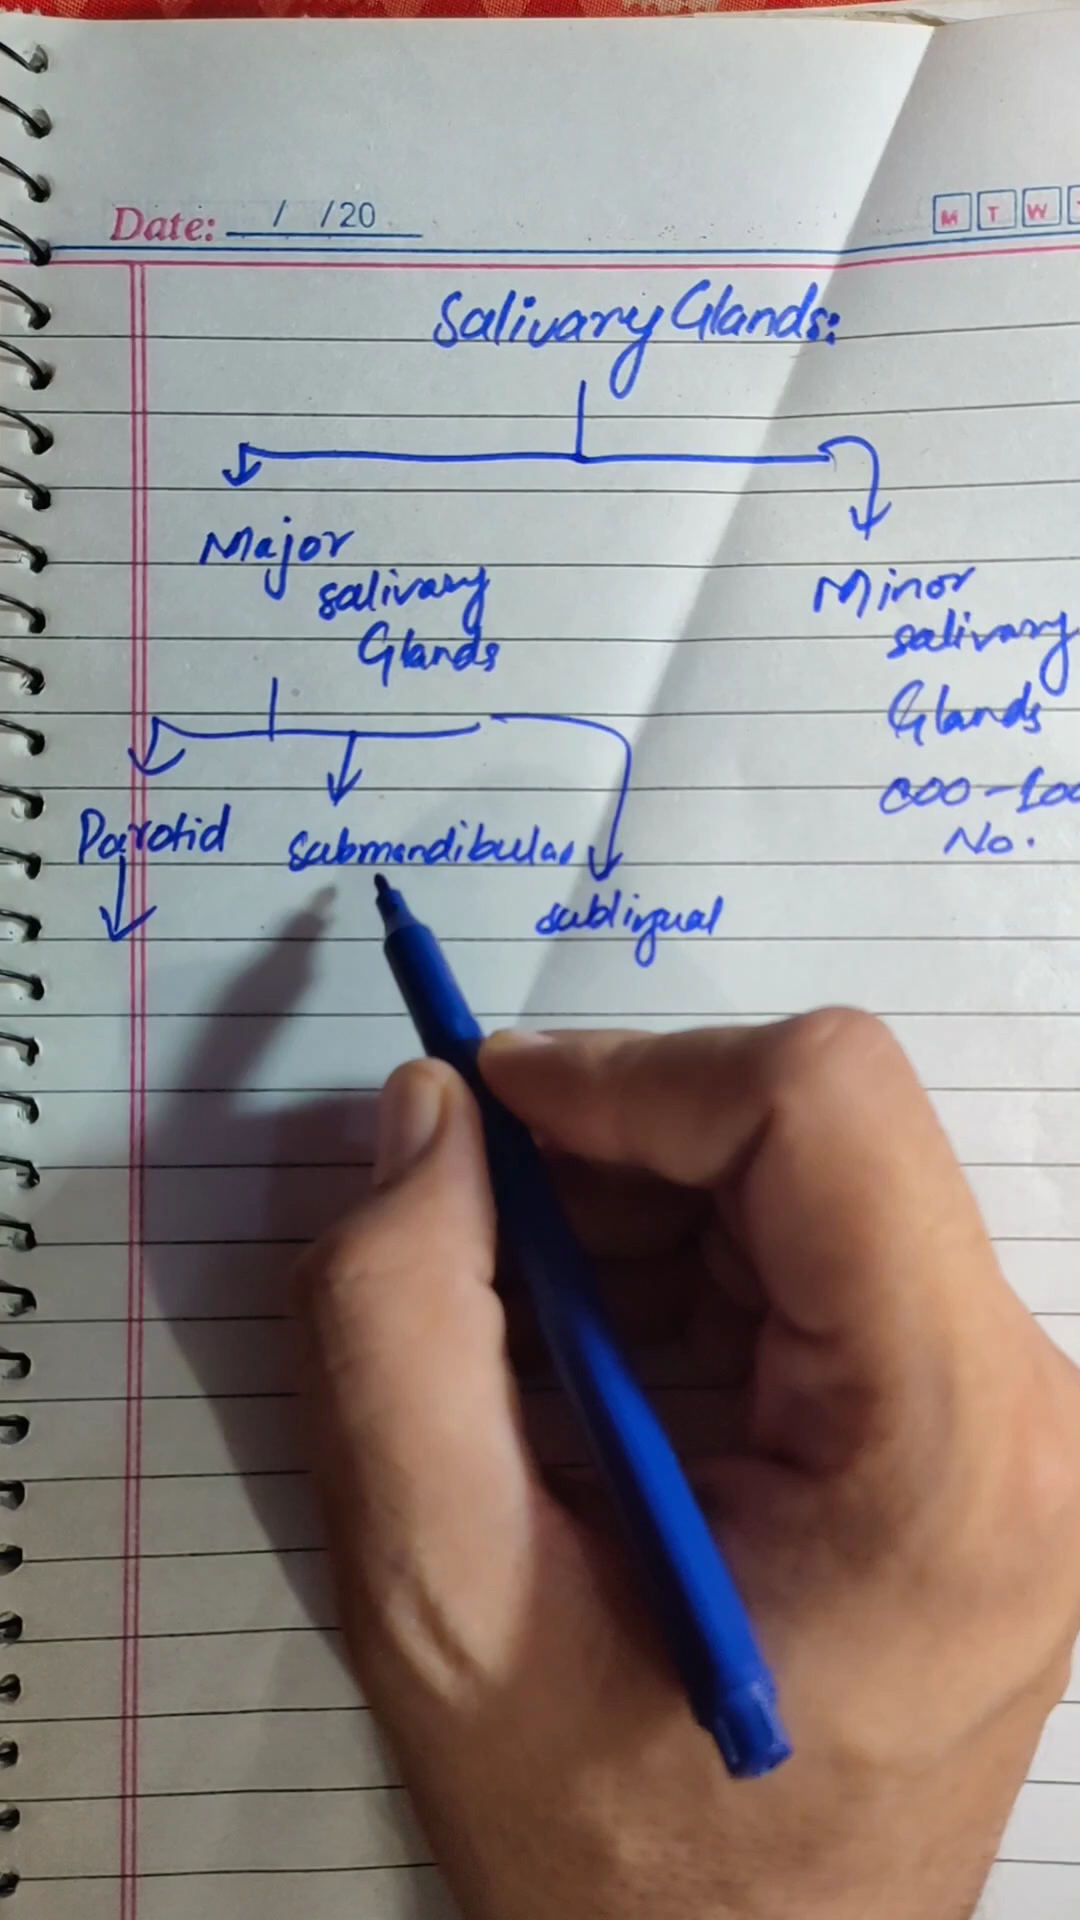 Date: / /20
M T W
Salivary Glands:
Major
salivary
Glands
Minor
salivary
Glands
No.
Parotid
Submandibular
sublingual